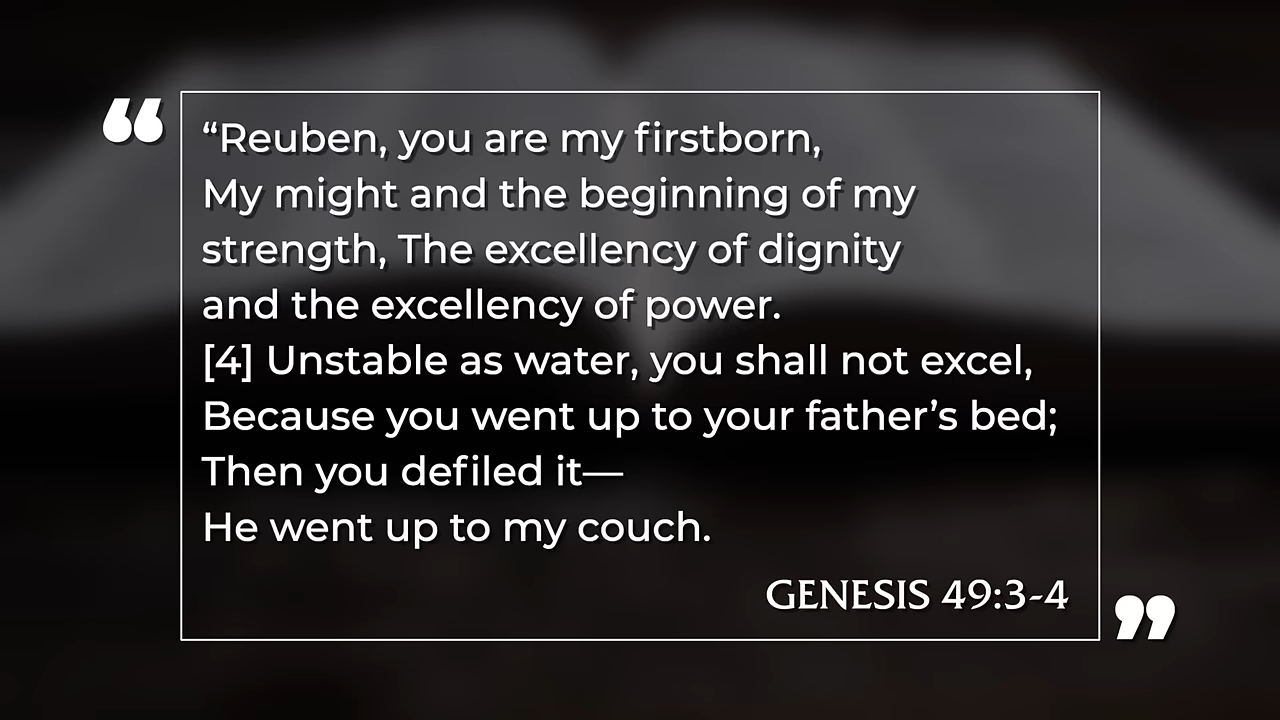 “Reuben, you are my firstborn,
My might and the beginning of my
strength, The excellency of dignity
and the excellency of power.
[4] Unstable as water, you shall not excel,
Because you went up to your father’s bed;
Then you defiled it—
He went up to my couch.
GENESIS 49:3-4
”